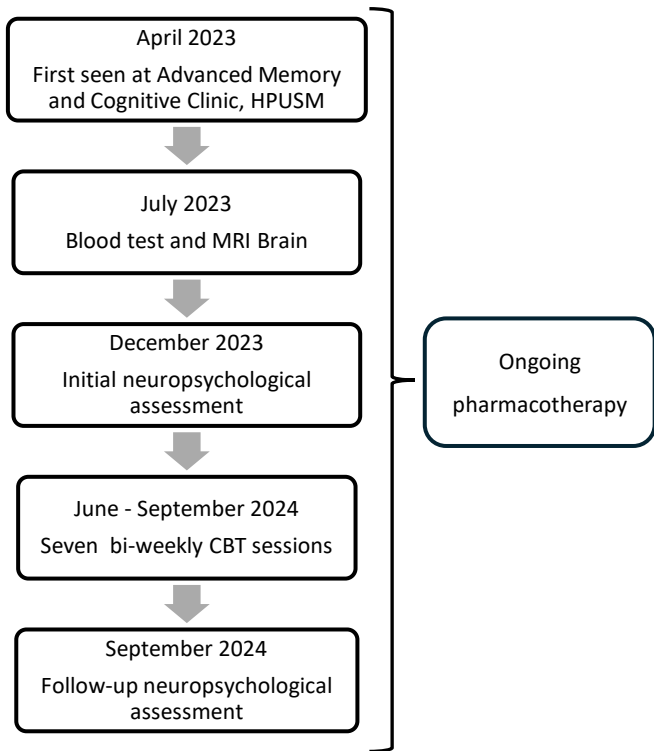 April 2023
First seen at Advanced Memory
and Cognitive Clinic, HPUSM
July 2023
Blood test and MRI Brain
December 2023
Initial neuropsychological
assessment
June - September 2024
Seven bi-weekly CBT sessions
September 2024
Follow-up neuropsychological
assessment
Ongoing
pharmacotherapy